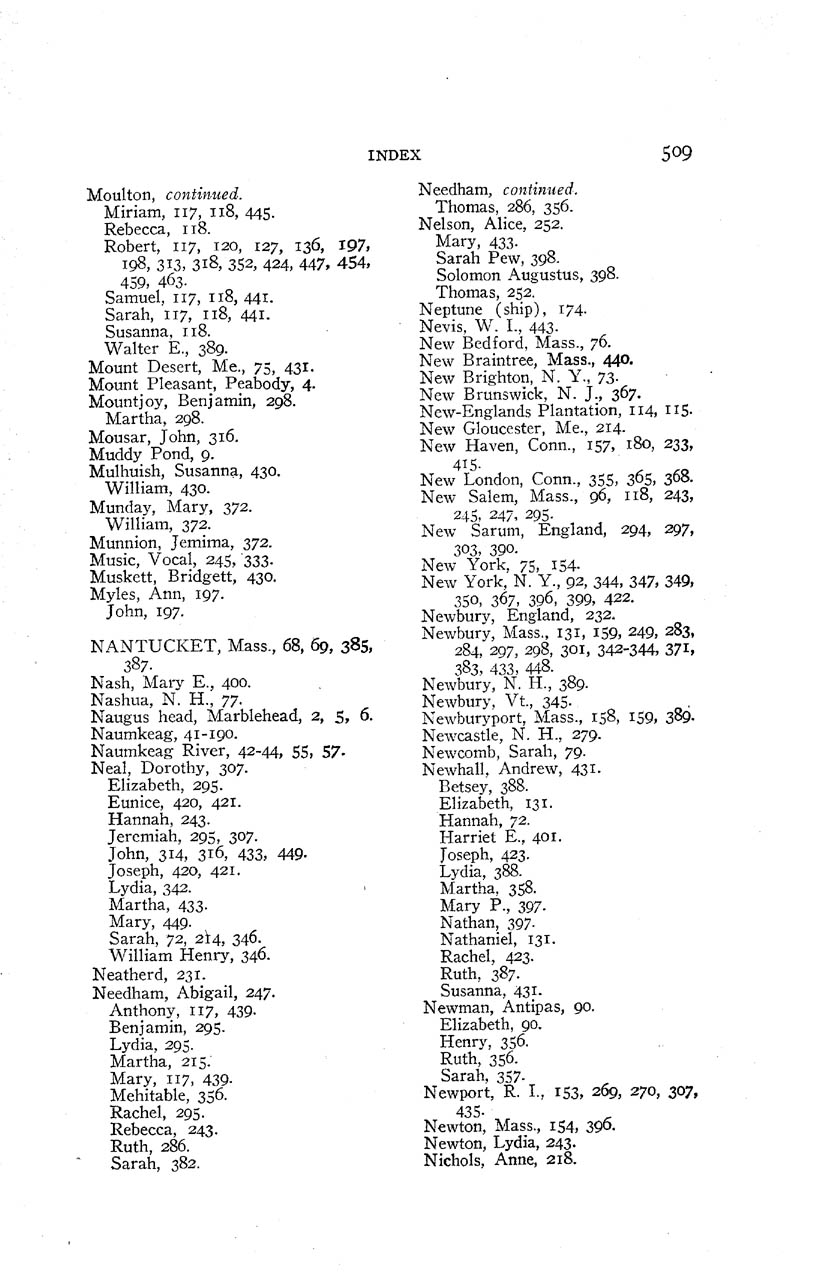 INDEX 509
Moulton, continued.
Miriam, 117, 118, 445.
Rebecca, 118.
Robert, 117, 120, 127, 136, 197,
198, 313, 318, 352, 424, 447, 454,
459, 463.
Samuel, 117, 118, 441.
Sarah, 117, 118, 441.
Susanna, 118.
Walter E., 389.
Mount Desert, Me., 75, 431.
Mount Pleasant, Peabody, 4.
Mountjoy, Benjamin, 298.
Martha, 298.
Mousar, John, 316.
Muddy Pond, 9.
Mulhuish, Susanna, 430.
William, 430.
Munday, Mary, 372.
William, 372.
Munnion, Jemima, 372.
Music, Vocal, 245, 333.
Muskett, Bridgett, 430.
Myles, Ann, 197.
John, 197.
NANTUCKET, Mass., 68, 69, 385,
387.
Nash, Mary E., 400.
Nashua, N. H., 77.
Naugus head, Marblehead, 2, 5, 6.
Naumkeag, 41-190.
Naumkeag River, 42-44, 55, 57.
Neal, Dorothy, 307.
Elizabeth, 295.
Eunice, 420, 421.
Hannah, 243.
Jeremiah, 295, 307.
John, 314, 316, 433, 449.
Joseph, 420, 421.
Lydia, 342.
Martha, 433.
Mary, 449.
Sarah, 72, 214, 346.
William Henry, 346.
Neatherd, 231.
Needham, Abigail, 247.
Anthony, 117, 439.
Benjamin, 295.
Lydia, 295.
Martha, 215.
Mary, 117, 439.
Mehitable, 356.
Rachel, 295.
Rebecca, 243.
Ruth, 286.
Sarah, 382.
Needham, continued.
Thomas, 286, 356.
Nelson, Alice, 252.
Mary, 433.
Sarah Pew, 398.
Solomon Augustus, 398.
Thomas, 252.
Neptune (ship), 174.
Nevis, W. I., 443.
New Bedford, Mass., 76.
New Braintree, Mass., 440.
New Brighton, N. Y., 73.
New Brunswick, N. J., 367.
New-Englands Plantation, 114, 115.
New Gloucester, Me., 214.
New Haven, Conn., 157, 180, 233,
415.
New London, Conn., 355, 365, 368.
New Salem, Mass., 96, 118, 243,
245, 247, 295.
New Sarum, England, 294, 297,
303, 390.
New York, 75, 154.
New York, N. Y., 92, 344, 347, 349,
350, 367, 396, 399, 422.
Newbury, England, 232.
Newbury, Mass., 131, 159, 249, 283,
284, 297, 298, 301, 342-344, 371,
383, 433, 448.
Newbury, N. H., 389.
Newbury, Vt., 345.
Newburyport, Mass., 158, 159, 389.
Newcastle, N. H., 279.
Newcomb, Sarah, 79.
Newhall, Andrew, 431.
Betsey, 388.
Elizabeth, 131.
Hannah, 72.
Harriet E., 401.
Joseph, 423.
Lydia, 388.
Martha, 358.
Mary P., 397.
Nathan, 397.
Nathaniel, 131.
Rachel, 423.
Ruth, 387.
Susanna, 431.
Newman, Antipas, 90.
Elizabeth, 90.
Henry, 356.
Ruth, 356.
Sarah, 357.
Newport, R. I., 153, 269, 270, 307,
435.
Newton, Mass., 154, 396.
Newton, Lydia, 243.
Nichols, Anne, 218.